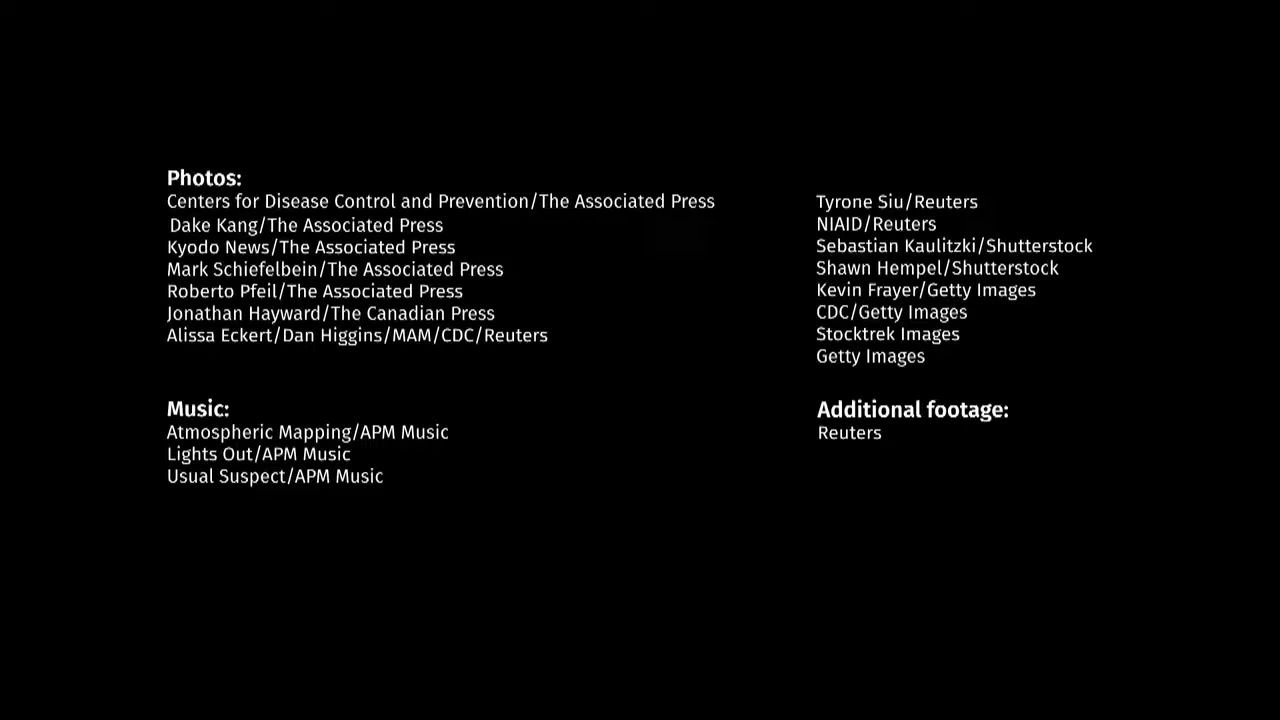 Photos:
Centers for Disease Control and Prevention/The Associated Press
Dake Kang/The Associated Press
Kyodo News/The Associated Press
Mark Schiefelbein/The Associated Press
Roberto Pfeil/The Associated Press
Jonathan Hayward/The Canadian Press
Alissa Eckert/Dan Higgins/MAM/CDC/Reuters
Tyrone Siu/Reuters
NIAID/Reuters
Sebastian Kaulitzki/Shutterstock
Shawn Hempel/Shutterstock
Kevin Frayer/Getty Images
CDC/Getty Images
Stocktrek Images
Getty Images
Music:
Atmospheric Mapping/APM Music
Lights Out/APM Music
Usual Suspect/APM Music
Additional footage:
Reuters